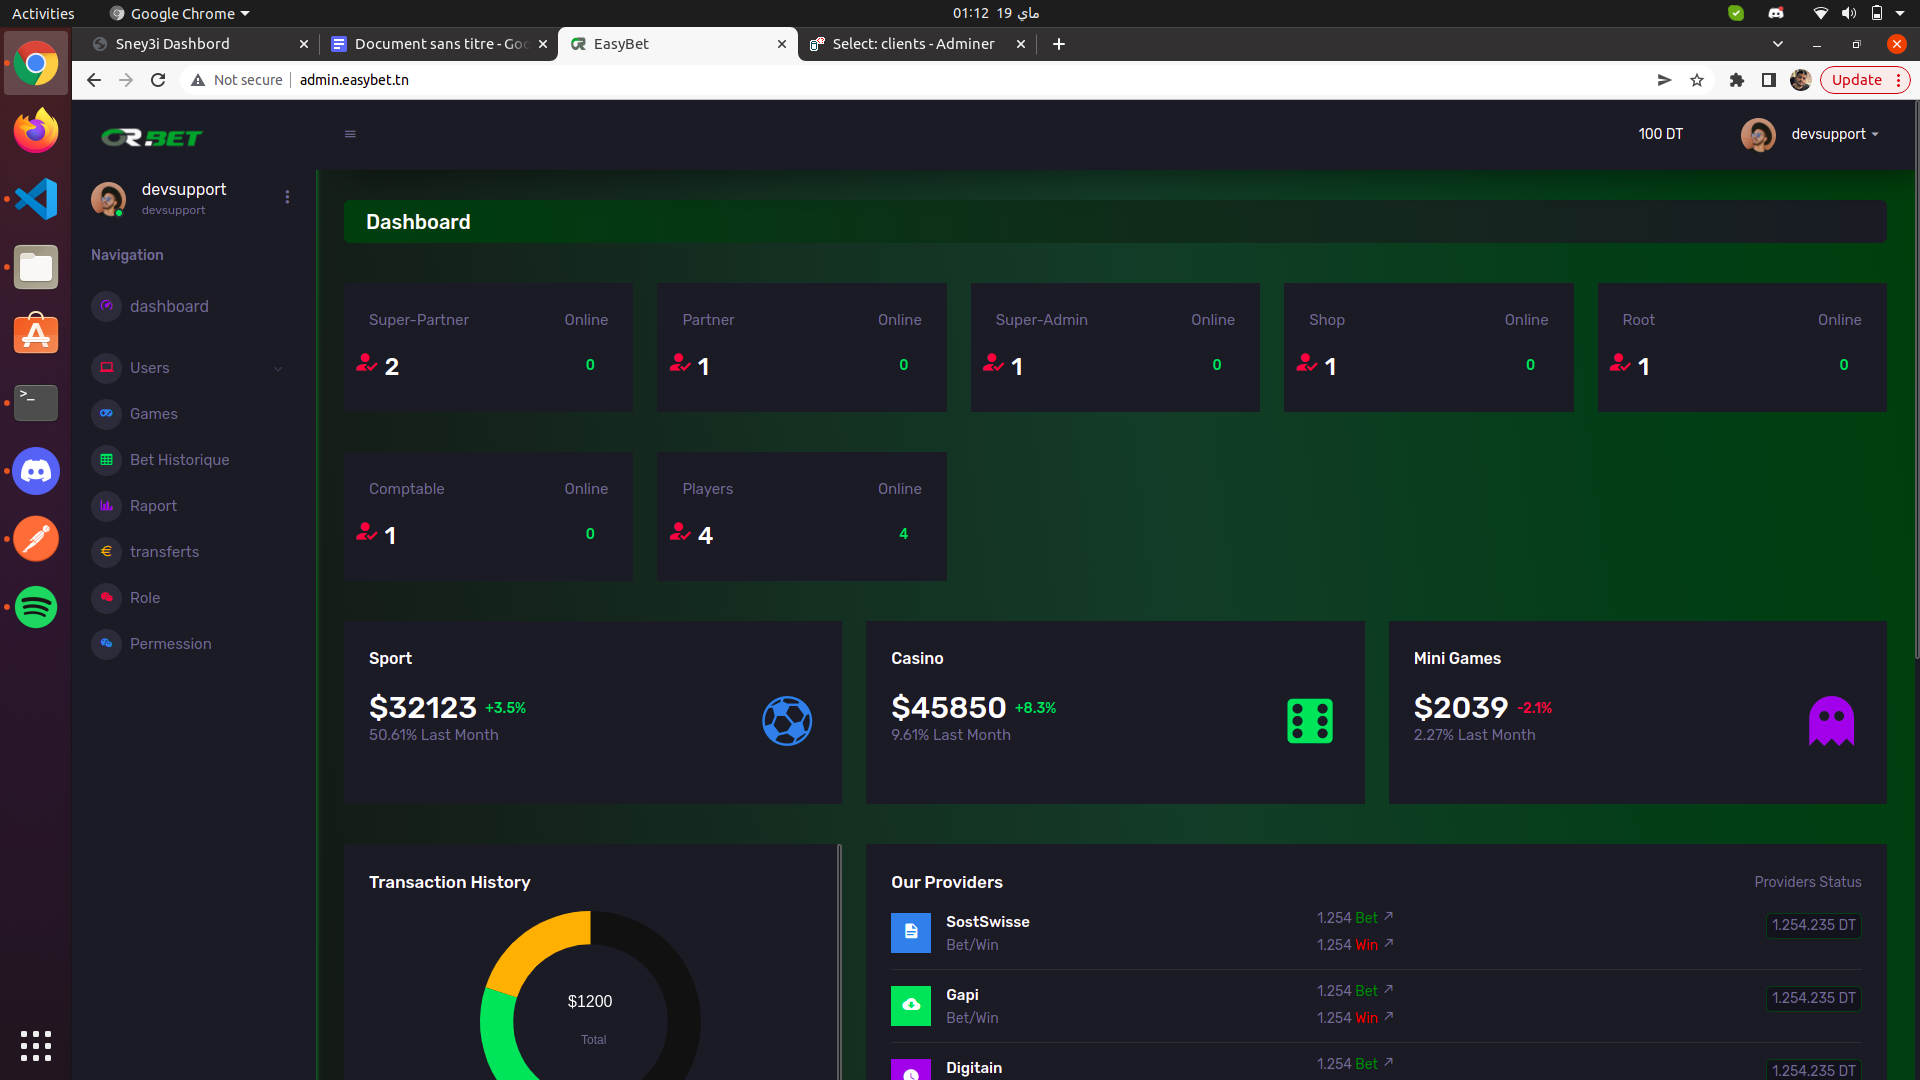 Activities
Google Chrome
01:12 19 ماي
Sney3i Dashbord
Document sans titre - Goo
EasyBet
Select: clients - Adminer
Not secure
admin.easybet.tn
Update
OR.BET
100 DT
devsupport
devsupport
devsupport
Navigation
dashboard
Users
Games
Bet Historique
Raport
transferts
Role
Permession
Dashboard
Super-Partner Online
2 0
Partner Online
1 0
Super-Admin Online
1 0
Shop Online
1 0
Root Online
1 0
Comptable Online
1 0
Players Online
4 4
Sport
$32123 +3.5%
50.61% Last Month
Casino
$45850 +8.3%
9.61% Last Month
Mini Games
$2039 -2.1%
2.27% Last Month
Transaction History
$1200
Total
Our Providers
Providers Status
SostSwisse
Bet/Win
1.254 Bet
1.254 Win
1.254.235 DT
Gapi
Bet/Win
1.254 Bet
1.254 Win
1.254.235 DT
Digitain
1.254 Bet
1.254.235 DT